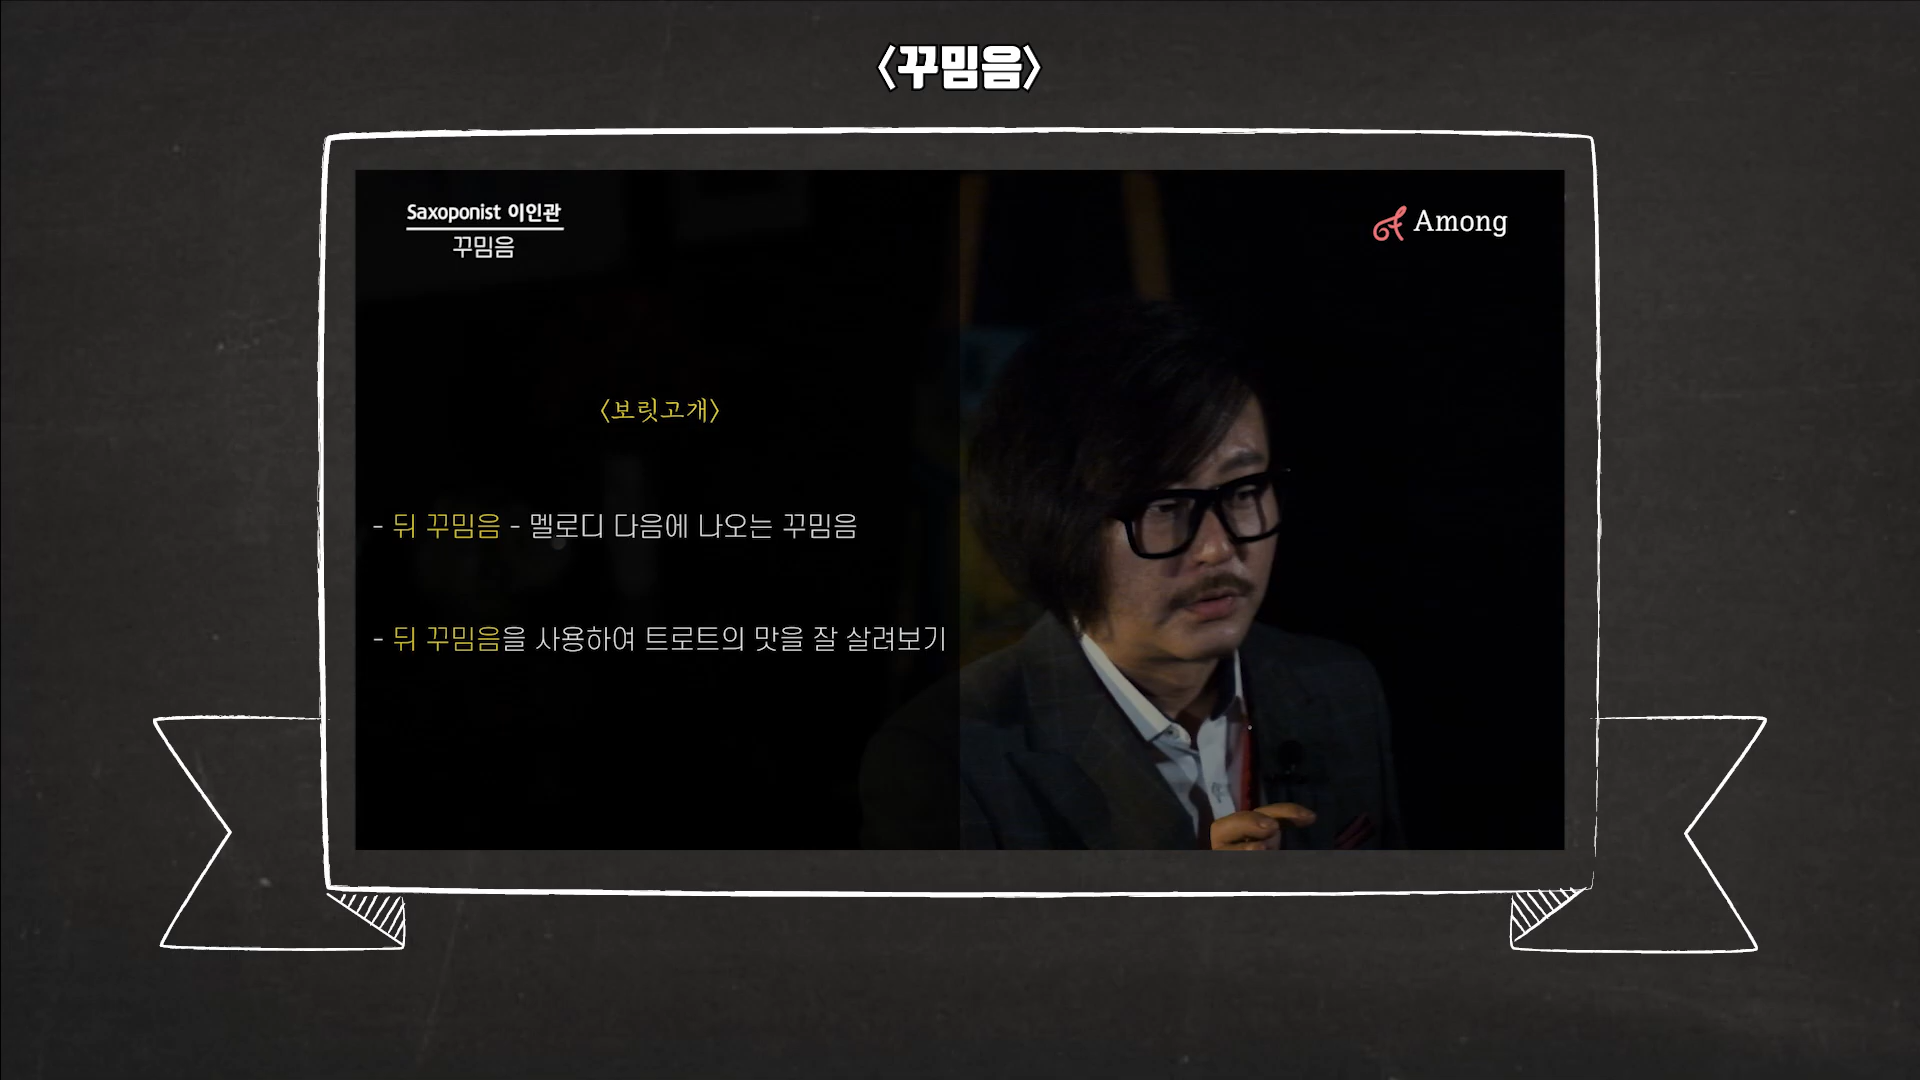 〈꾸밈음〉
Saxoponist 이인관
꾸밈음
Among
〈보릿고개〉
- 뒤 꾸밈음 - 멜로디 다음에 나오는 꾸밈음
- 뒤 꾸밈음을 사용하여 트로트의 맛을 잘 살려보기